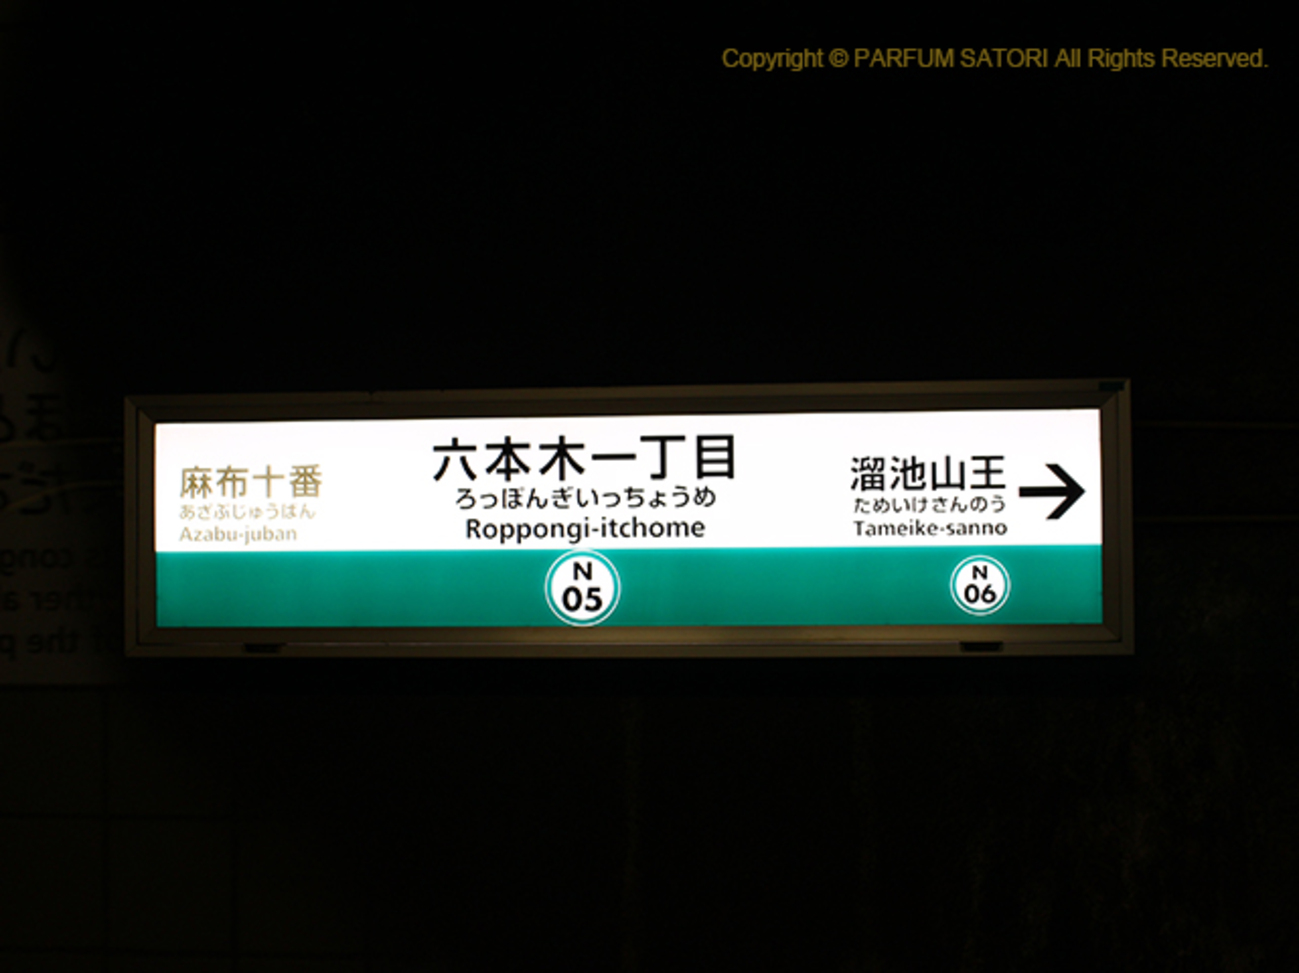 Copyright © PARFUM SATORI All Rights Reserved.
麻布十番
あざぶじゅうばん
Azabu-juban
六本木一丁目
ろっぽんぎいっちょうめ
Roppongi-itchome
N
05
溜池山王
ためいけさんのう
Tameike-sanno
→
N
06